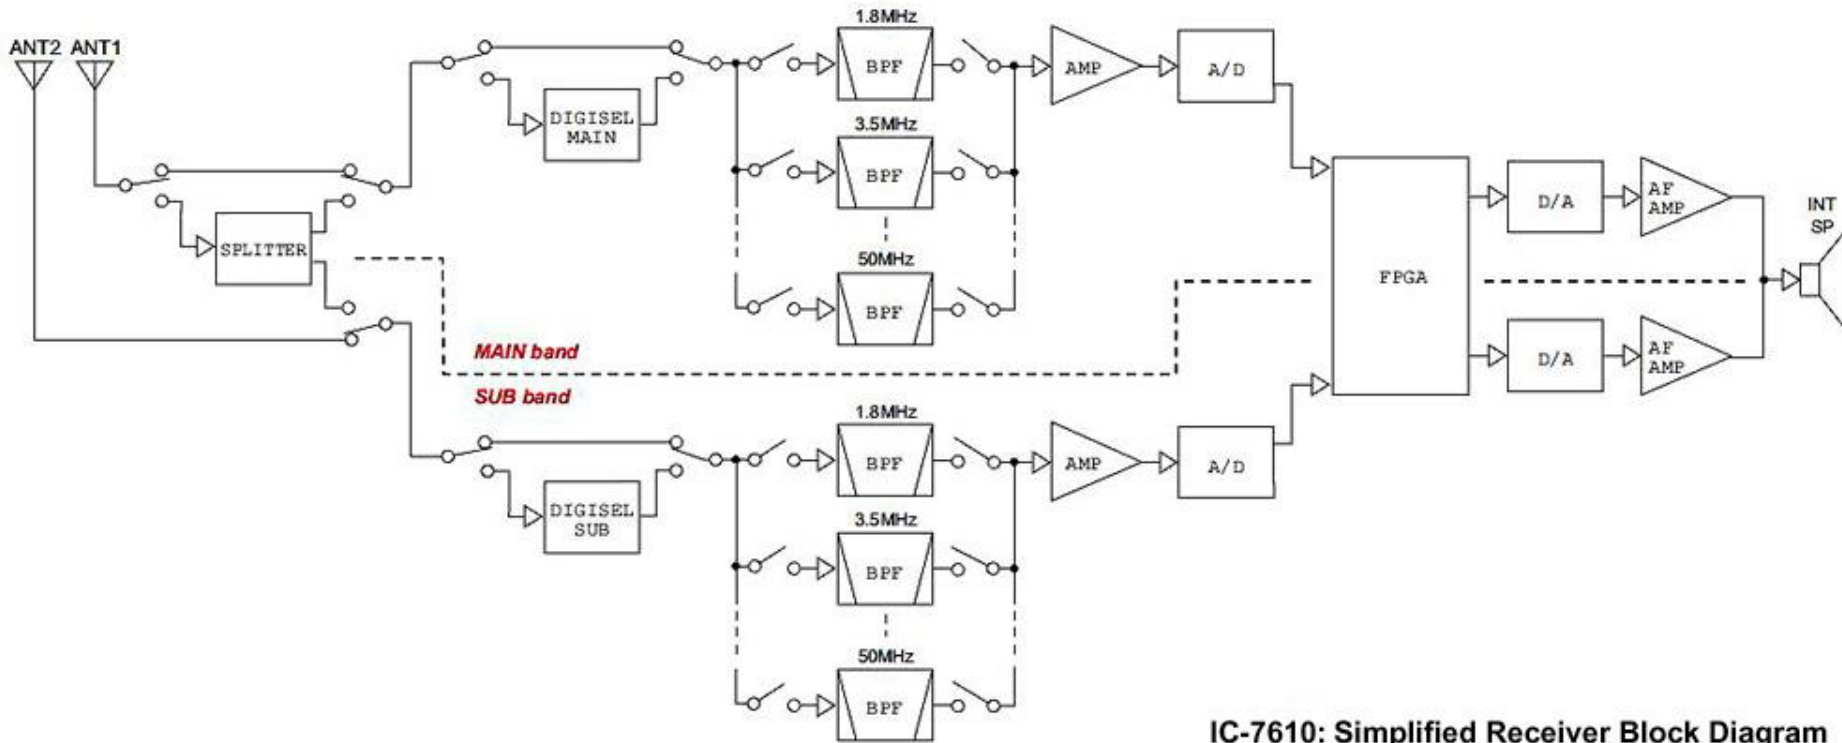 ANT2 ANT1
SPLITTER
DIGISEL
MAIN
1.8MHz
BPF
3.5MHz
BPF
50MHz
BPF
AMP
A/D
MAIN band
SUB band
DIGISEL
SUB
1.8MHz
BPF
3.5MHz
BPF
50MHz
BPF
AMP
A/D
FPGA
D/A
AF
AMP
D/A
AF
AMP
INT
SP
IC-7610: Simplified Receiver Block Diagram